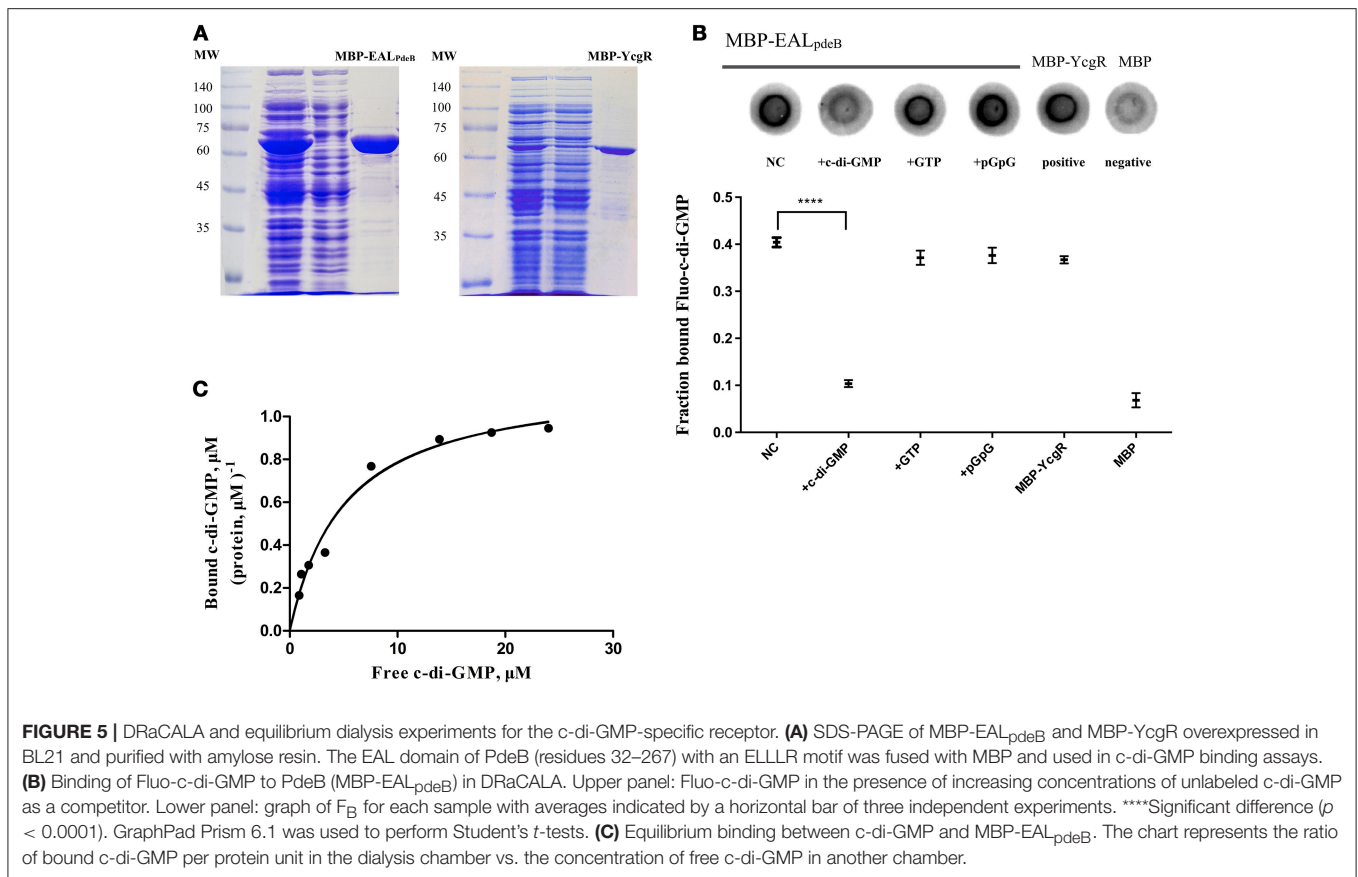 A
MW
MBP-EALPdeB
140
100
75
60
45
35
MW
MBP-YcgR
140
100
75
60
45
35
B
MBP-EALpdeB
MBP-YcgR MBP
NC +c-di-GMP +GTP +pGpG positive negative
Fraction bound Fluo-c-di-GMP
0.5
0.4
0.3
0.2
0.1
0.0
****
NC
+c-di-GMP
+GTP
+pGpG
MBP-YcgR
MBP
C
Bound c-di-GMP, μM
(protein, μM )-1
1.0
0.8
0.6
0.4
0.2
0.0
0 10 20 30
Free c-di-GMP, μM
FIGURE 5 | DRaCALA and equilibrium dialysis experiments for the c-di-GMP-specific receptor. (A) SDS-PAGE of MBP-EALpdeB and MBP-YcgR overexpressed in
BL21 and purified with amylose resin. The EAL domain of PdeB (residues 32–267) with an ELLLR motif was fused with MBP and used in c-di-GMP binding assays.
(B) Binding of Fluo-c-di-GMP to PdeB (MBP-EALpdeB) in DRaCALA. Upper panel: Fluo-c-di-GMP in the presence of increasing concentrations of unlabeled c-di-GMP
as a competitor. Lower panel: graph of FB for each sample with averages indicated by a horizontal bar of three independent experiments. ****Significant difference (p
< 0.0001). GraphPad Prism 6.1 was used to perform Student's t-tests. (C) Equilibrium binding between c-di-GMP and MBP-EALpdeB. The chart represents the ratio
of bound c-di-GMP per protein unit in the dialysis chamber vs. the concentration of free c-di-GMP in another chamber.